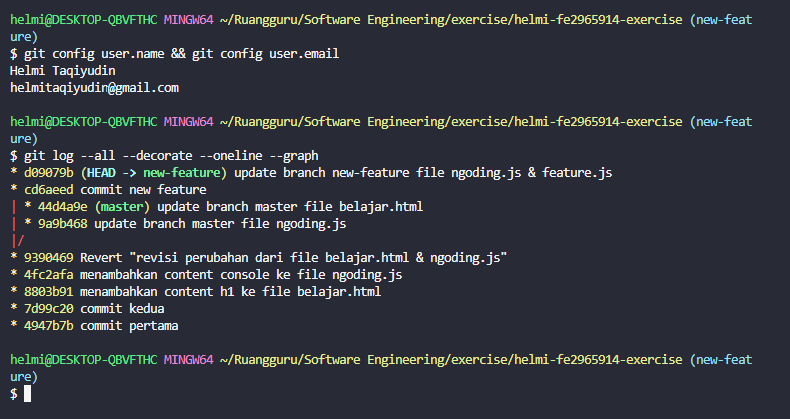 helmi@DESKTOP-QBVFTHC MINGW64 ~/Ruangguru/Software Engineering/exercise/helmi-fe2965914-exercise (new-feat
ure)
$ git config user.name && git config user.email
Helmi Taqiyudin
helmitaqiyudin@gmail.com

helmi@DESKTOP-QBVFTHC MINGW64 ~/Ruangguru/Software Engineering/exercise/helmi-fe2965914-exercise (new-feat
ure)
$ git log --all --decorate --oneline --graph
* d09079b (HEAD -> new-feature) update branch new-feature file ngoding.js & feature.js
* cd6aeed commit new feature
| * 44d4a9e (master) update branch master file belajar.html
| * 9a9b468 update branch master file ngoding.js
|/
* 9390469 Revert "revisi perubahan dari file belajar.html & ngoding.js"
* 4fc2afa menambahkan content console ke file ngoding.js
* 8803b91 menambahkan content h1 ke file belajar.html
* 7d99c20 commit kedua
* 4947b7b commit pertama

helmi@DESKTOP-QBVFTHC MINGW64 ~/Ruangguru/Software Engineering/exercise/helmi-fe2965914-exercise (new-feat
ure)
$